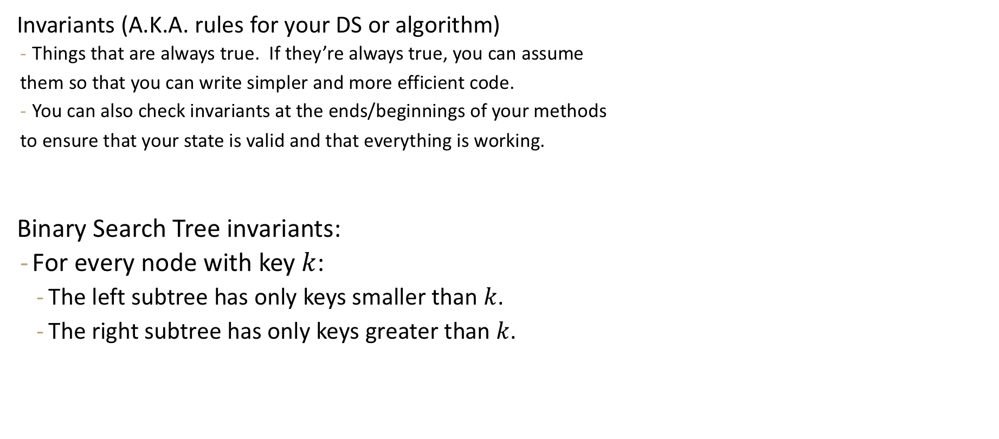 Invariants (A.K.A. rules for your DS or algorithm)
- Things that are always true.  If they’re always true, you can assume
them so that you can write simpler and more efficient code.
- You can also check invariants at the ends/beginnings of your methods
to ensure that your state is valid and that everything is working.
Binary Search Tree invariants:
- For every node with key k:
- The left subtree has only keys smaller than k.
- The right subtree has only keys greater than k.